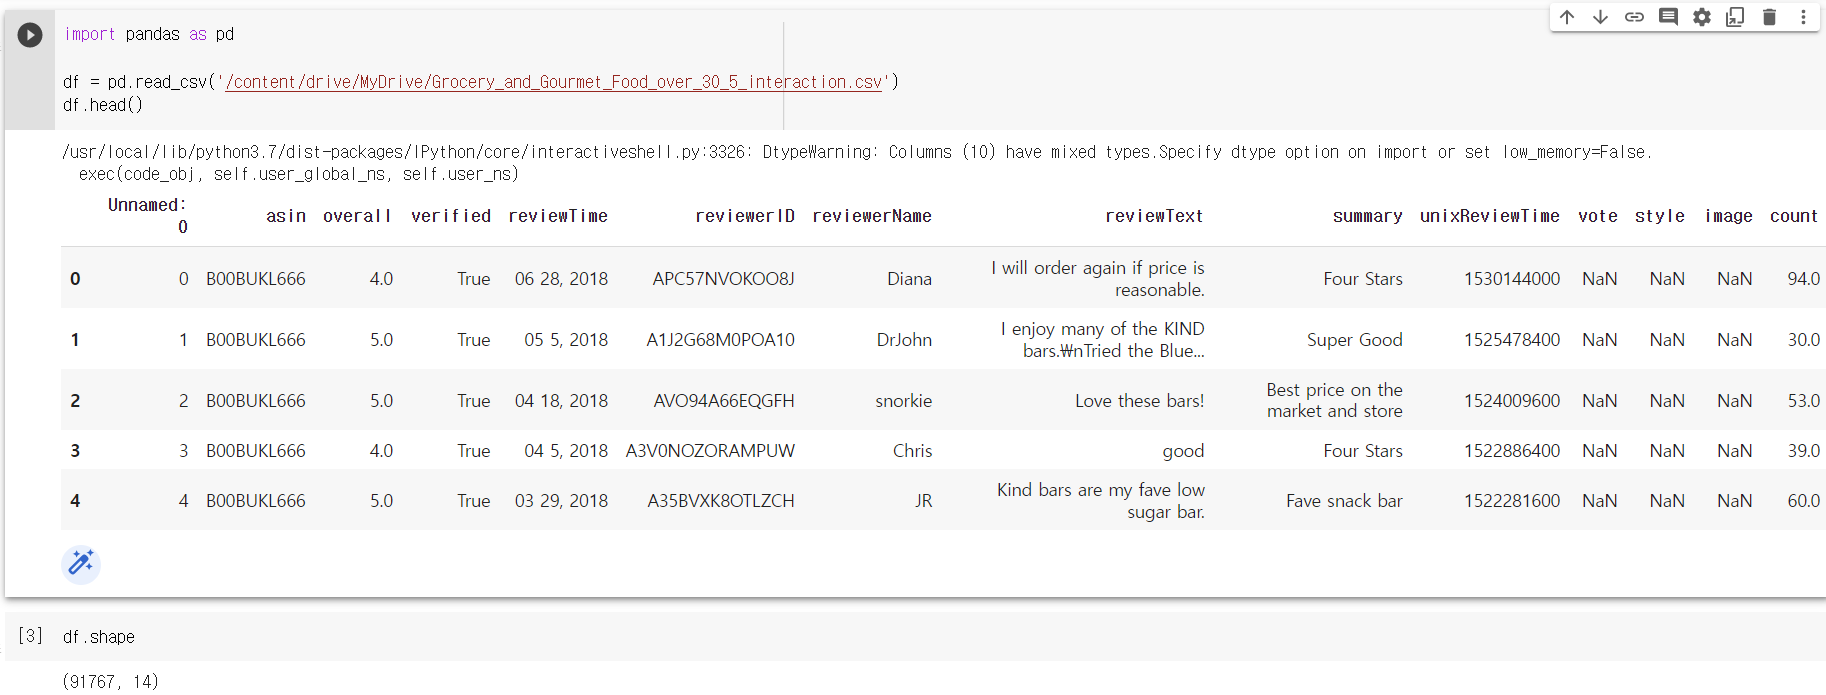 import pandas as pd
df = pd.read_csv('/content/drive/MyDrive/Grocery_and_Gourmet_Food_over_30_5_interaction.csv')
df.head()
/usr/local/lib/python3.7/dist-packages/IPython/core/interactiveshell.py:3326: DtypeWarning: Columns (10) have mixed types.Specify dtype option on import or set low_memory=False.
exec(code_obj, self.user_global_ns, self.user_ns)
Unnamed: 0 asin overall verified reviewTime reviewerID reviewerName reviewText summary unixReviewTime vote style image count
0 0 B00BUKL666 4.0 True 06 28, 2018 APC57NVOKOO8J Diana I will order again if price is reasonable. Four Stars 1530144000 NaN NaN NaN 94.0
1 1 B00BUKL666 5.0 True 05 5, 2018 A1J2G68M0POA10 DrJohn I enjoy many of the KIND bars.₩nTried the Blue... Super Good 1525478400 NaN NaN NaN 30.0
2 2 B00BUKL666 5.0 True 04 18, 2018 AVO94A66EQGFH snorkie Love these bars! Best price on the market and store 1524009600 NaN NaN NaN 53.0
3 3 B00BUKL666 4.0 True 04 5, 2018 A3V0NOZORAMPUW Chris good Four Stars 1522886400 NaN NaN NaN 39.0
4 4 B00BUKL666 5.0 True 03 29, 2018 A35BVXK8OTLZCH JR Kind bars are my fave low sugar bar. Fave snack bar 1522281600 NaN NaN NaN 60.0
[3] df.shape
(91767, 14)